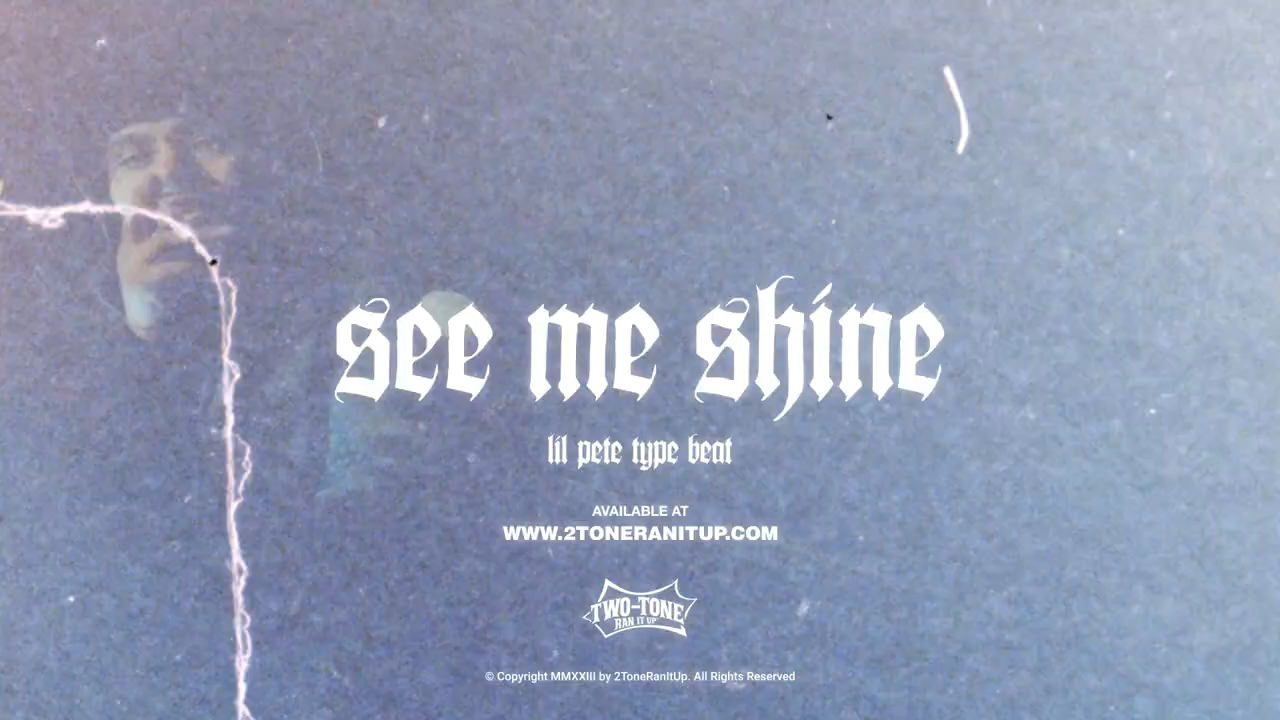 see me shine
lil pete type beat
AVAILABLE AT
WWW.2TONERANITUP.COM
TWO-TONE
RAN IT UP
© Copyright MMXXIII by 2ToneRanItUp. All Rights Reserved